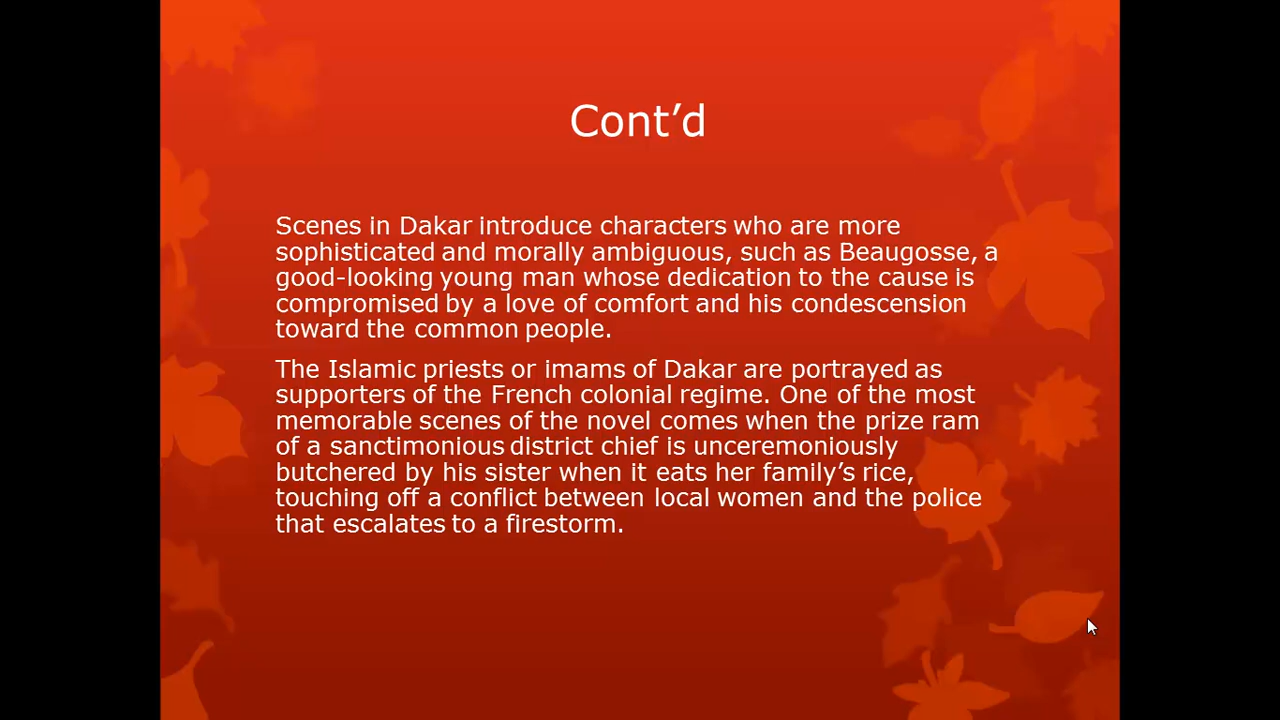 Cont’d
Scenes in Dakar introduce characters who are more
sophisticated and morally ambiguous, such as Beaugosse, a
good-looking young man whose dedication to the cause is
compromised by a love of comfort and his condescension
toward the common people.
The Islamic priests or imams of Dakar are portrayed as
supporters of the French colonial regime. One of the most
memorable scenes of the novel comes when the prize ram
of a sanctimonious district chief is unceremoniously
butchered by his sister when it eats her family’s rice,
touching off a conflict between local women and the police
that escalates to a firestorm.